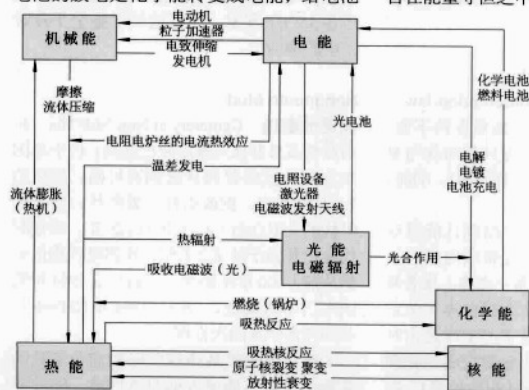 机械能
电动机
粒子加速器
电致伸缩
发电机
电 能
摩擦
流体压缩
光电池
化学电池
燃料电池
电阻电炉丝的电流热效应
温差发电
流体膨胀
(热机)
电照设备
激光器
电磁波发射天线
电解
电镀
电池充电
热辐射
光 能
电磁辐射
光合作用
吸收电磁波(光)
燃烧(锅炉)
吸热反应
化学能
热 能
吸热核反应
原子核裂变 聚变
放射性衰变
核 能